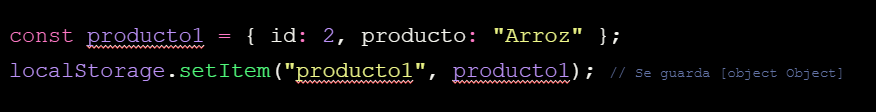 const producto1 = { id: 2, producto: "Arroz" };
localStorage.setItem("producto1", producto1); // Se guarda [object Object]